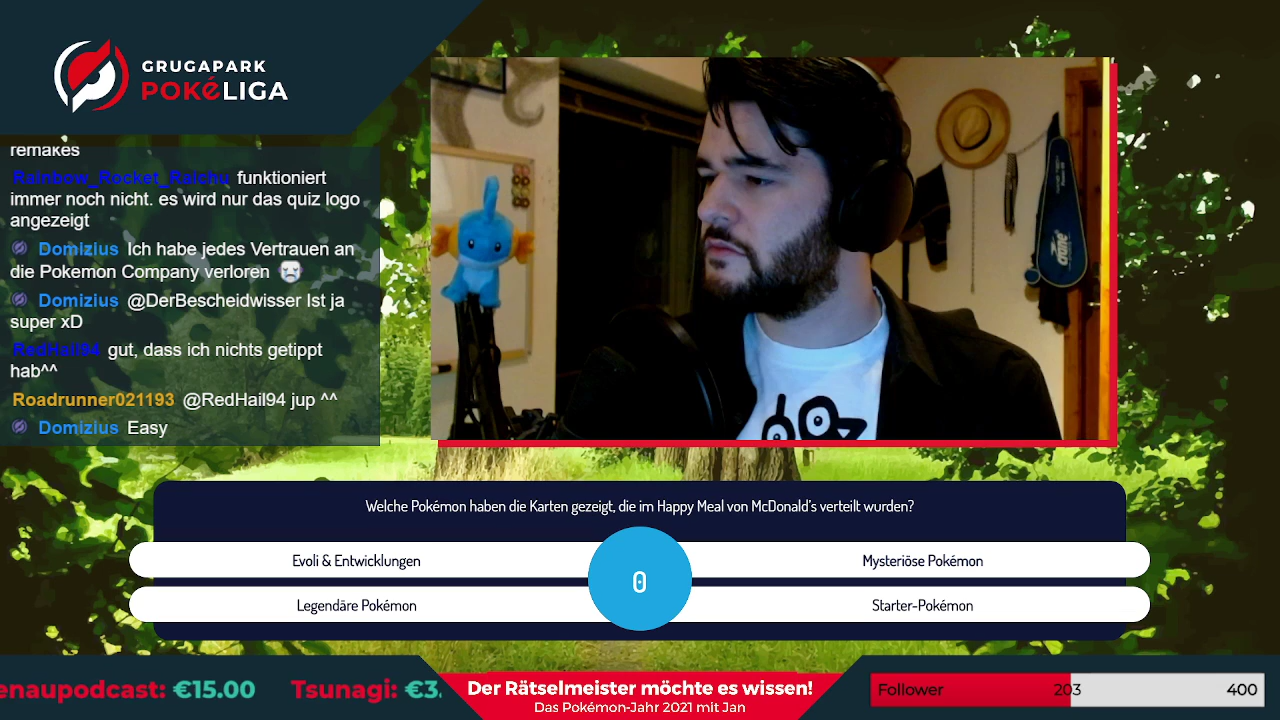 GRUGAPARK
POKéLIGA
remakes
Rainbow_Rocket_Raichu funktioniert
immer noch nicht. es wird nur das quiz logo
angezeigt
Domizius Ich habe jedes Vertrauen an
die Pokemon Company verloren
Domizius @DerBescheidwisser Ist ja
super xD
RedHail94 gut, dass ich nichts getippt
hab^^
Roadrunner021193 @RedHail94 jup ^^
Domizius Easy
Welche Pokémon haben die Karten gezeigt, die im Happy Meal von McDonald's verteilt wurden?
Evoli & Entwicklungen
Mysteriöse Pokémon
0
Legendäre Pokémon
Starter-Pokémon
enaupodcast: €15.00 Tsunagi: €3.
Der Rätselmeister möchte es wissen!
Das Pokémon-Jahr 2021 mit Jan
Follower 203 400